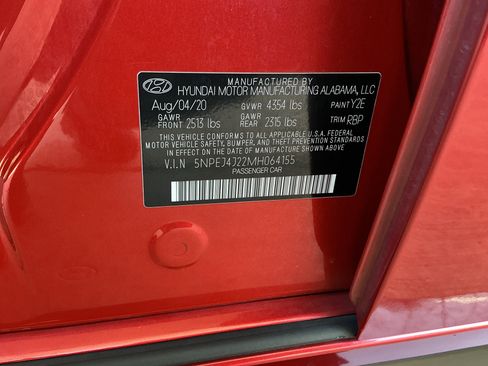 MANUFACTURED BY
HYUNDAI MOTOR MANUFACTURING ALABAMA, LLC
Aug/04/20 GVWR 4354 lbs PAINT Y2E
GAWR FRONT 2513 lbs GAWR REAR 2315 lbs TRIM RBP
THIS VEHICLE CONFORMS TO ALL APPLICABLE U.S.A. FEDERAL
MOTOR VEHICLE SAFETY, BUMPER, AND THEFT PREVENTION STANDARDS
IN EFFECT ON THE DATE OF MANUFACTURE SHOWN ABOVE.
V.I.N 5NPEJ4J22MH064155
PASSENGER CAR